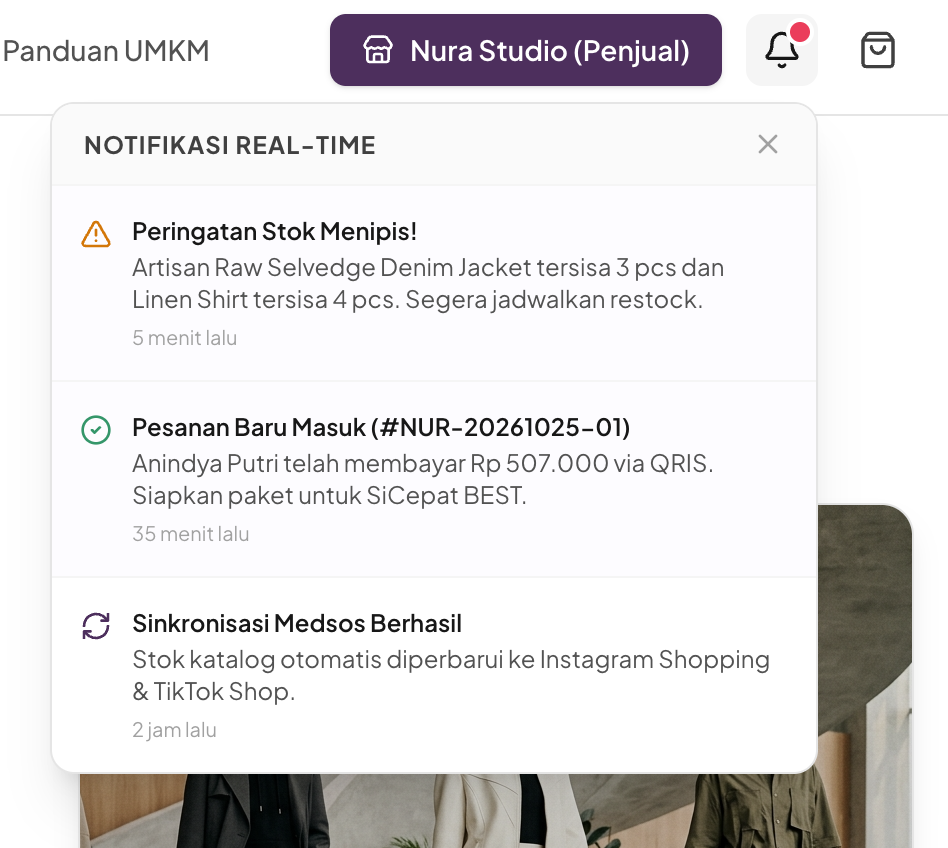 Panduan UMKM
Nura Studio (Penjual)
NOTIFIKASI REAL-TIME
Peringatan Stok Menipis!
Artisan Raw Selvedge Denim Jacket tersisa 3 pcs dan
Linen Shirt tersisa 4 pcs. Segera jadwalkan restock.
5 menit lalu
Pesanan Baru Masuk (#NUR-20261025-01)
Anindya Putri telah membayar Rp 507.000 via QRIS.
Siapkan paket untuk SiCepat BEST.
35 menit lalu
Sinkronisasi Medsos Berhasil
Stok katalog otomatis diperbarui ke Instagram Shopping
& TikTok Shop.
2 jam lalu